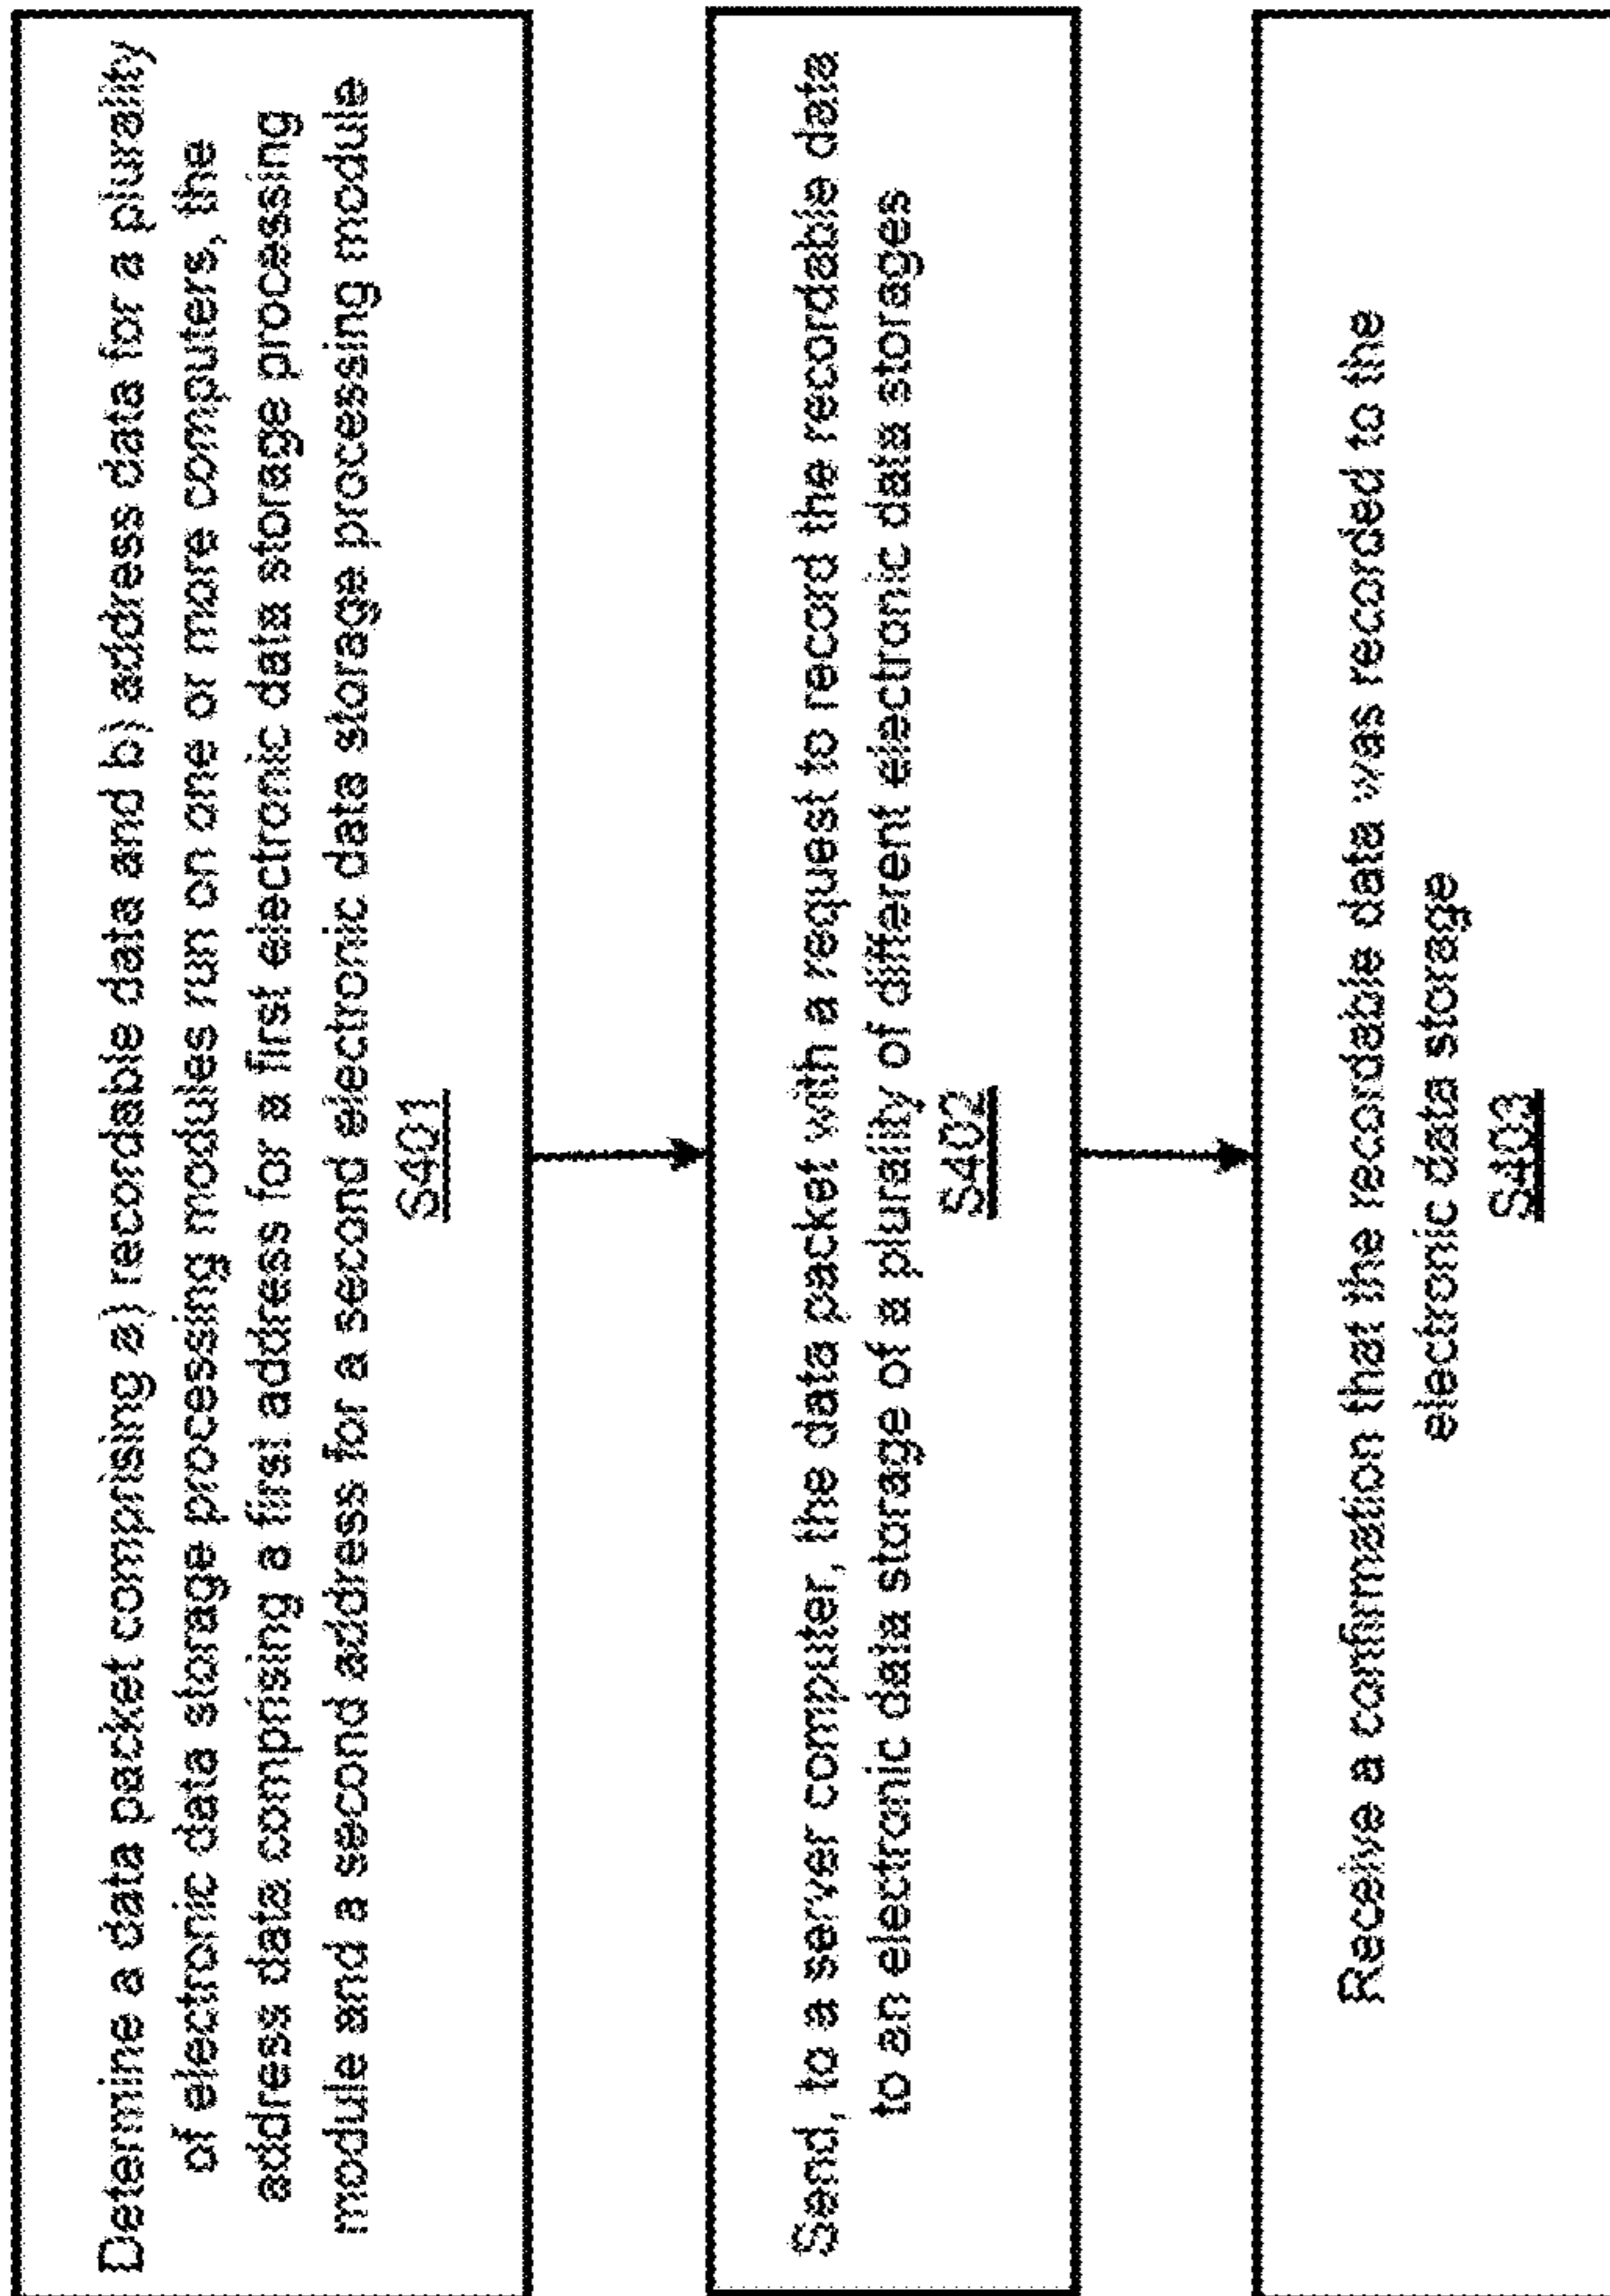 Determine a data packet comprising a) recordable data and b) address data for a plurality
of electronic data storage processing modules run on one or more computers, the
address data comprising a first address for a first electronic data storage processing
module and a second address for a second electronic data storage processing module
S401
Send, to a server computer, the data packet with a request to record the recordable data
to an electronic data storage of a plurality of different electronic data storages
S402
Receive a confirmation that the recordable data was recorded to the
electronic data storage
S403